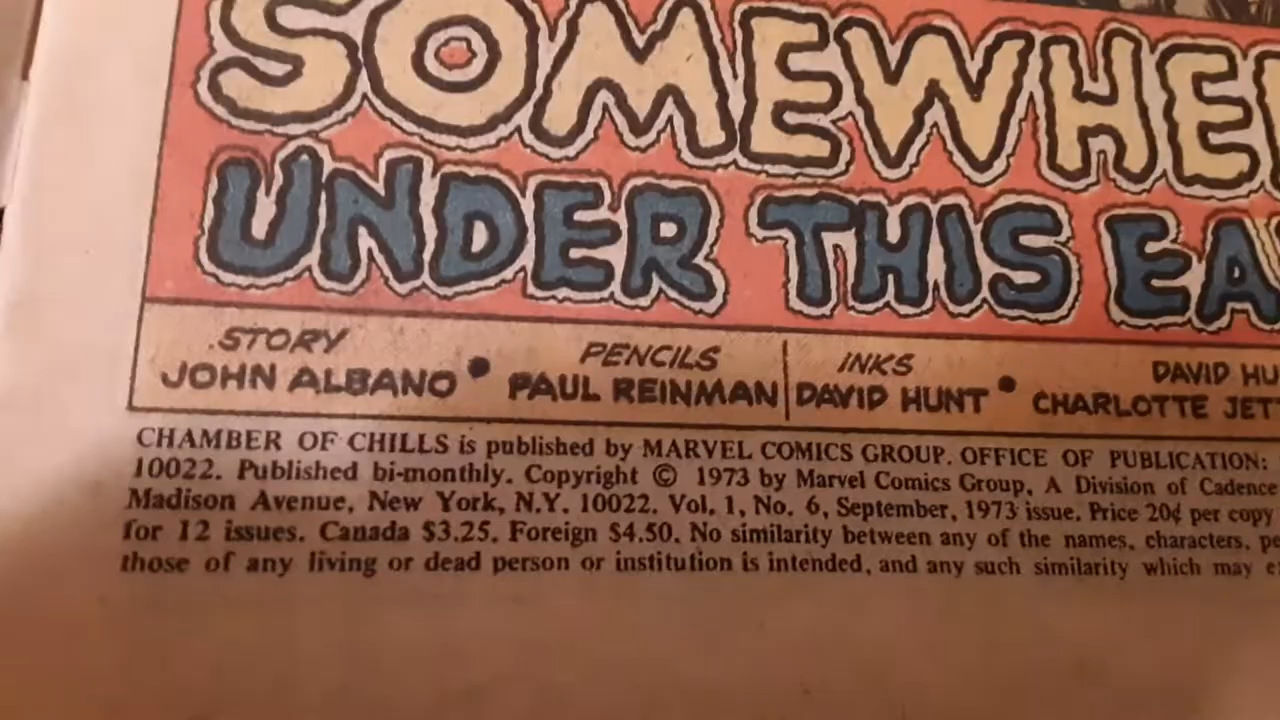 SOMEWHE
UNDER THIS EA
STORY PENCILS INKS DAVID HU
JOHN ALBANO • PAUL REINMAN DAVID HUNT • CHARLOTTE JET
CHAMBER OF CHILLS is published by MARVEL COMICS GROUP. OFFICE OF PUBLICATION:
10022. Published bi-monthly. Copyright © 1973 by Marvel Comics Group, A Division of Cadence
Madison Avenue, New York, N.Y. 10022. Vol. 1, No. 6, September, 1973 issue. Price 20¢ per copy
for 12 issues. Canada $3.25. Foreign $4.50. No similarity between any of the names, characters, pe
those of any living or dead person or institution is intended, and any such similarity which may e